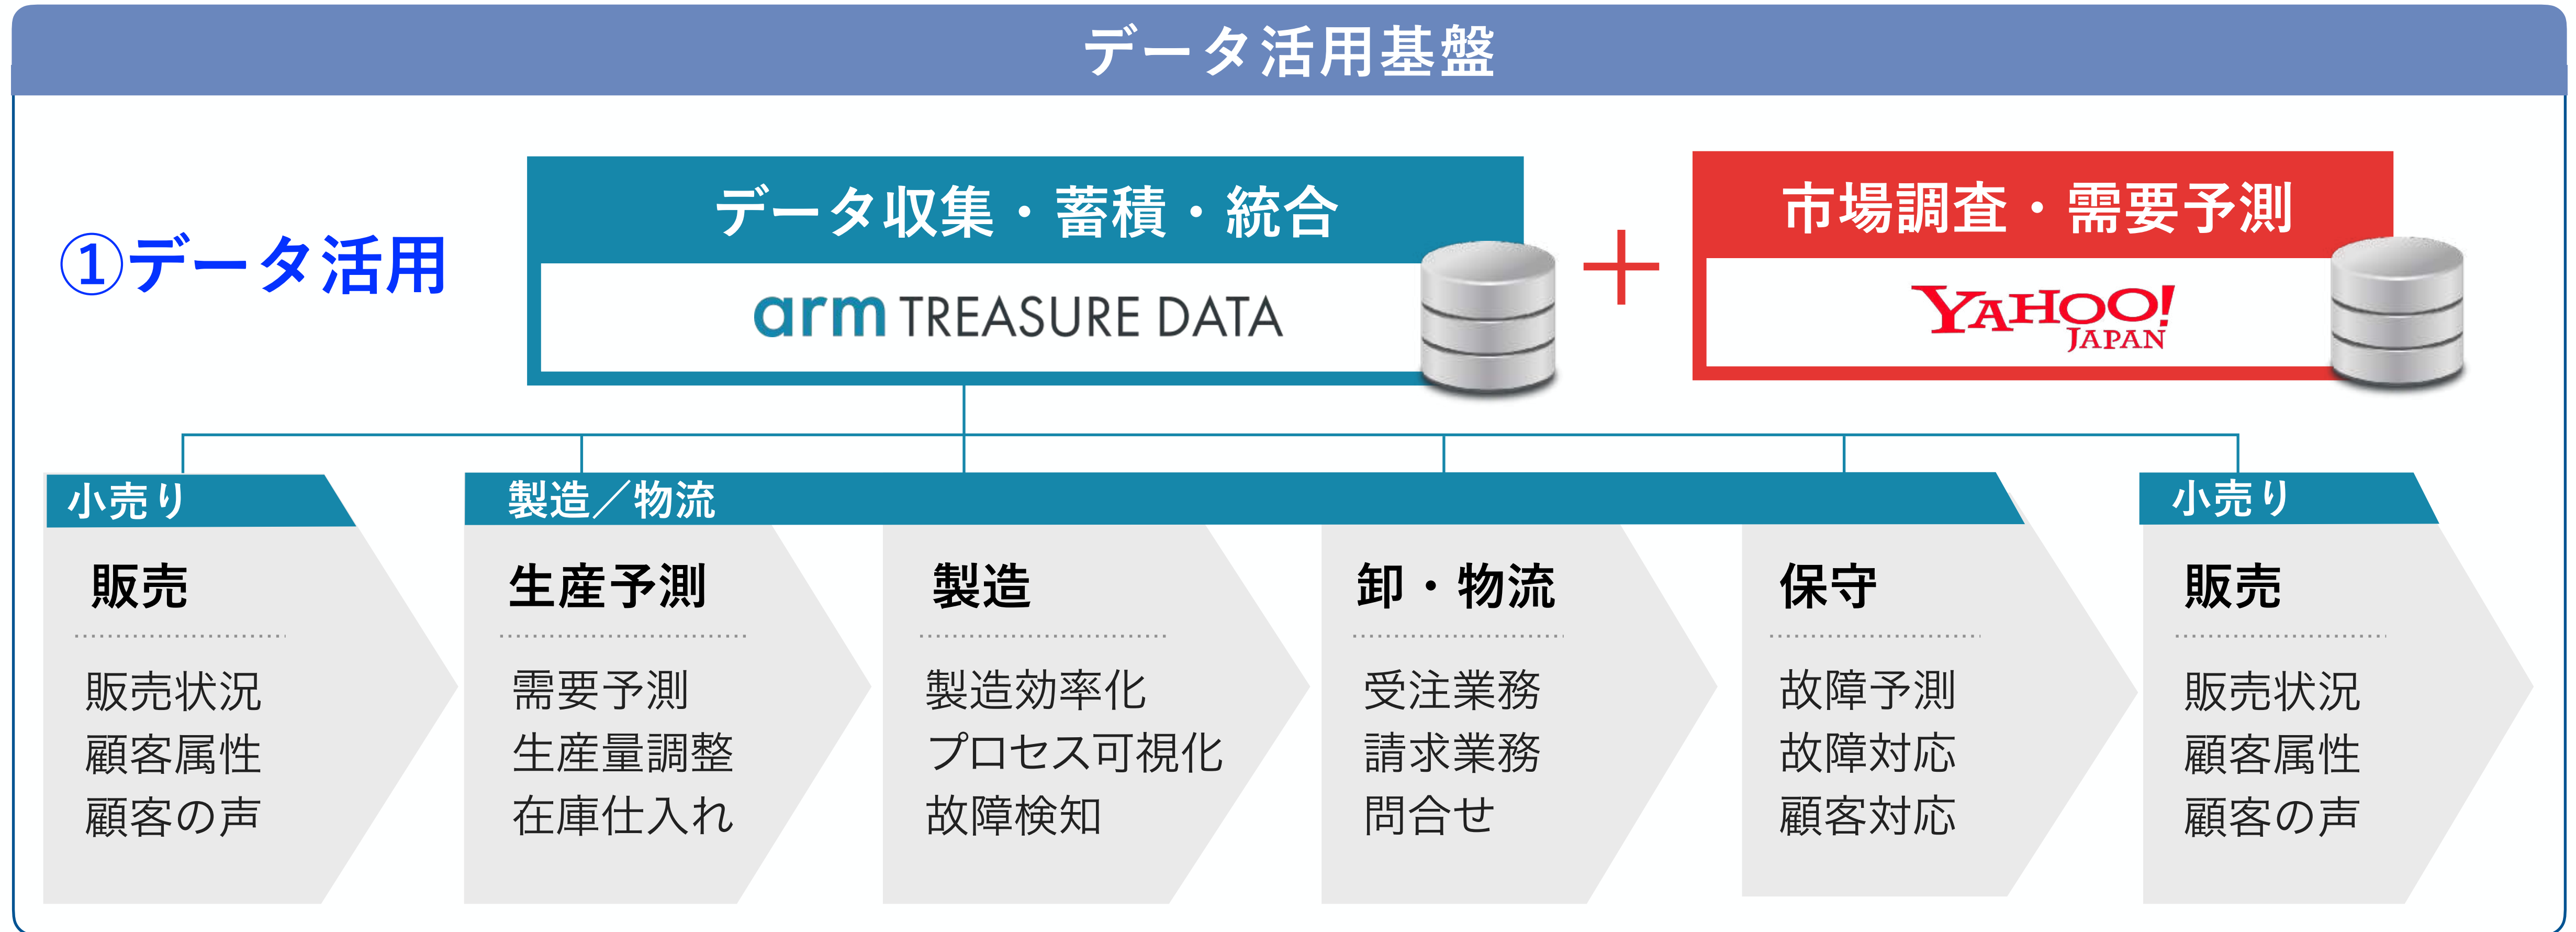 データ活用基盤
①データ活用
データ収集・蓄積・統合
arm TREASURE DATA
+
市場調査・需要予測
YAHOO!
JAPAN
小売り
販売
販売状況
顧客属性
顧客の声
製造／物流
生産予測
需要予測
生産量調整
在庫仕入れ
製造
製造効率化
プロセス可視化
故障検知
卸・物流
受注業務
請求業務
問合せ
保守
故障予測
故障対応
顧客対応
小売り
販売
販売状況
顧客属性
顧客の声